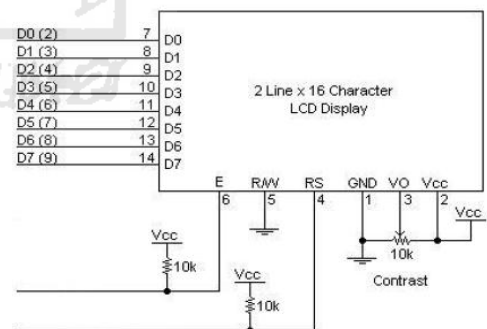 D0 (2) 7 D0
D1 (3) 8 D1
D2 (4) 9 D2
D3 (5) 10 D3
D4 (6) 11 D4
D5 (7) 12 D5
D6 (8) 13 D6
D7 (9) 14 D7
2 Line x 16 Character
LCD Display
E R/W RS GND VO Vcc
6 5 4 1 3 2
Vcc
10k
Contrast
Vcc
10k
Vcc
10k